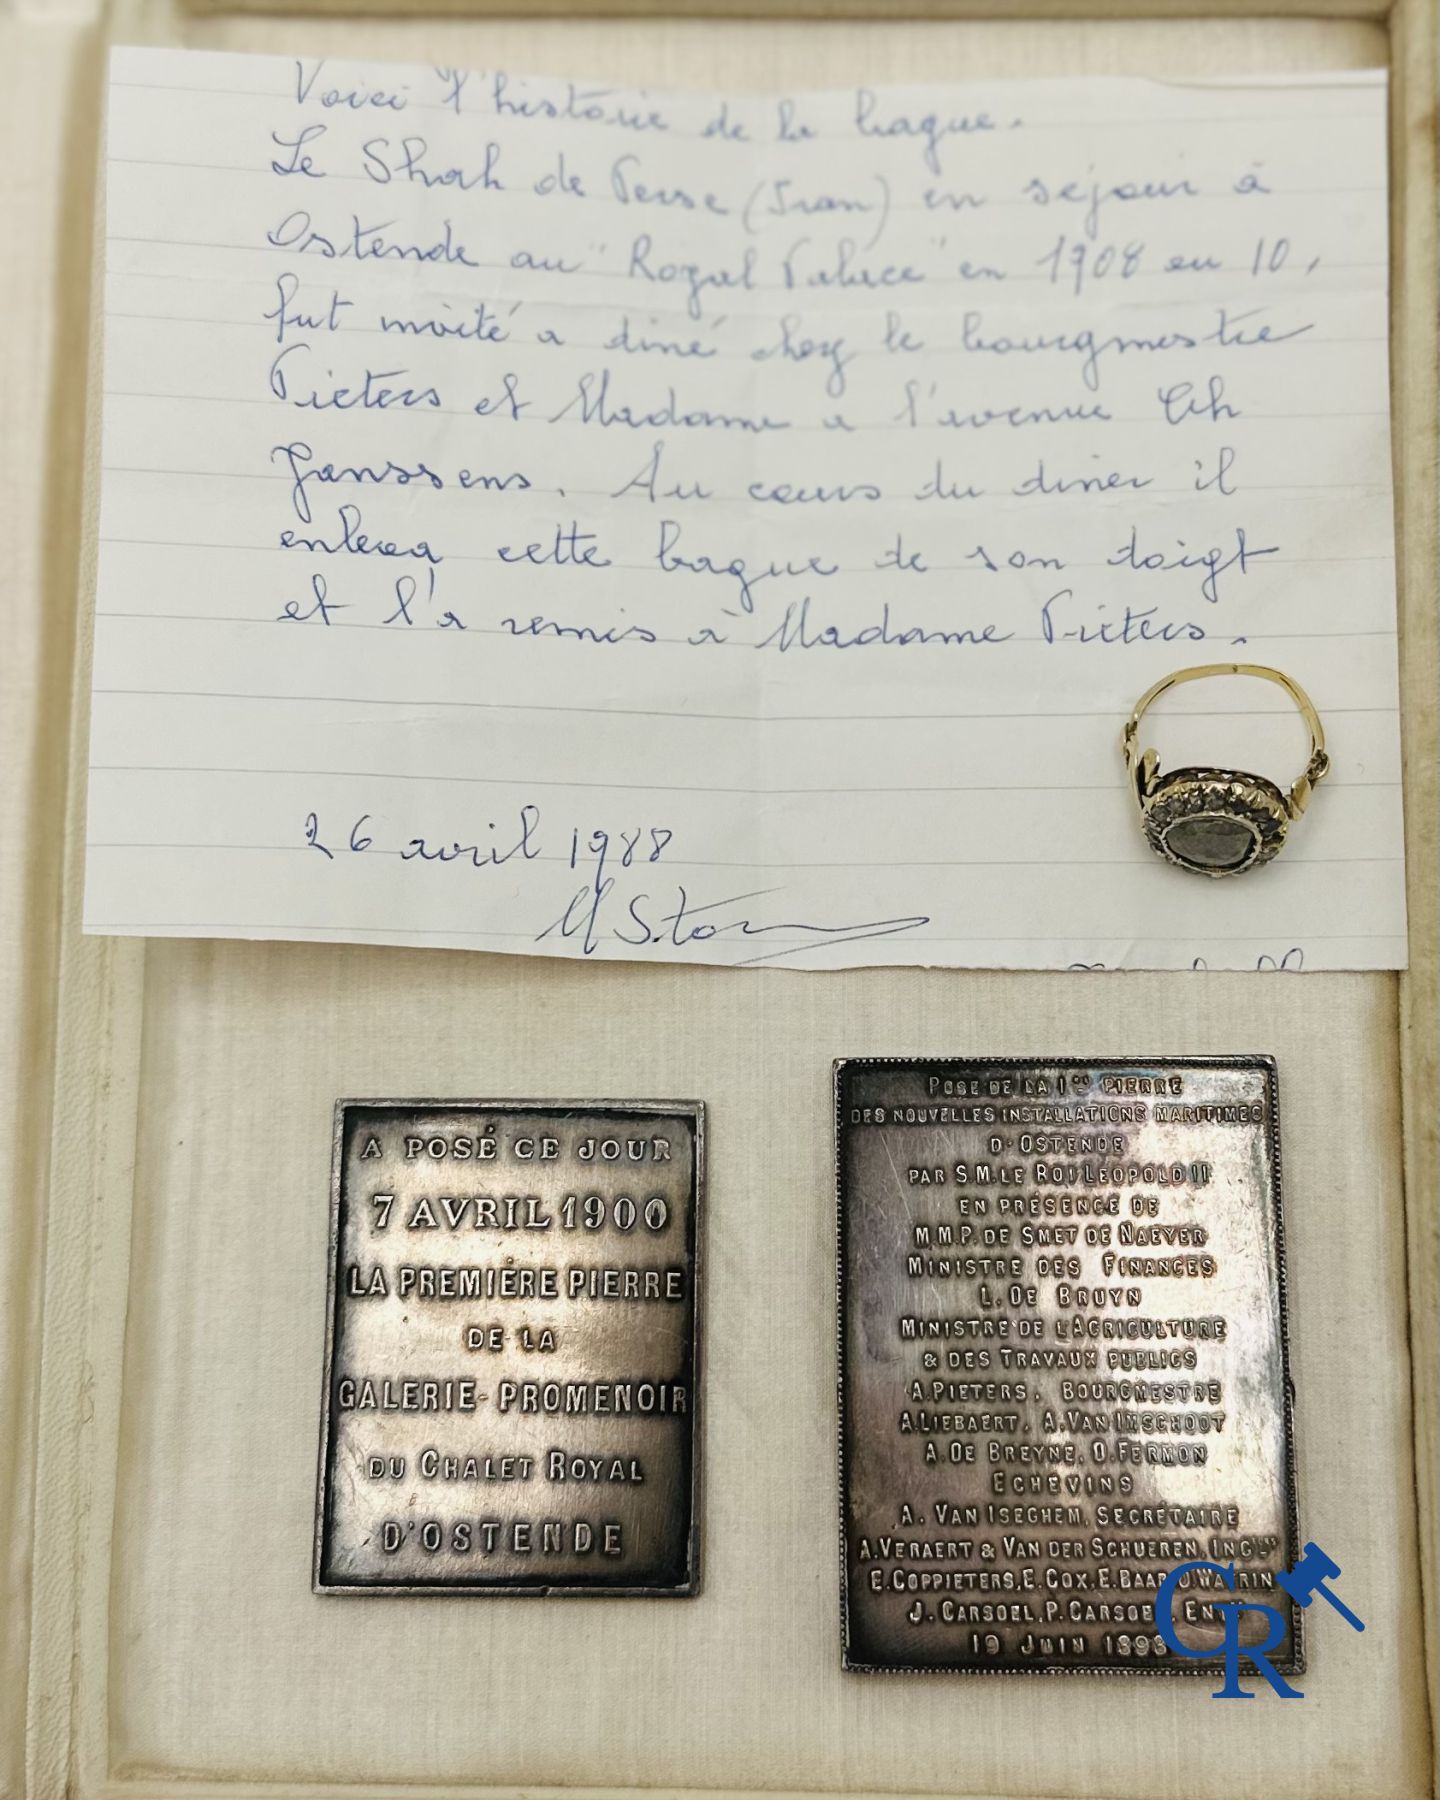 Voici l'histoire de la bague.
Le Shah de Perse (Iran) en séjour à
Ostende au "Royal Palace" en 1908 ou 10,
fut invité a diné chez le bourgmestre
Pieters et Madame a l'avenue Ch
Janssens. Au cours du diner il
enleva cette bague de son doigt
et l'a remis à Madame Pieters.
26 avril 1988
A POSÉ CE JOUR
7 AVRIL 1900
LA PREMIÈRE PIERRE
DE LA
GALERIE-PROMENOIR
DU CHALET ROYAL
D'OSTENDE
POSE DE LA 1RE PIERRE
DES NOUVELLES INSTALLATIONS MARITIMES
D'OSTENDE
PAR S.M. LE ROI LEOPOLD II
EN PRÉSENCE DE
M.M.P. DE SMET DE NAEYER
MINISTRE DES FINANCES
L. DE BRUYN
MINISTRE DE L'AGRICULTURE
& DES TRAVAUX PUBLICS
A. PIETERS, BOURGMESTRE
A. LIEBAERT, A. VAN IMSCHOOT
A. DE BREYNE, O. FERMON
ECHEVINS
A. VAN ISEGHEM, SECRÉTAIRE
A. VERAERT & VAN DER SCHUEREN, INGRS
E. COPPIETERS, E. COX, E. BAAR WATRIN
J. CARSOEL, P. CARSOEL, ENT
19 JUIN 1898
GR